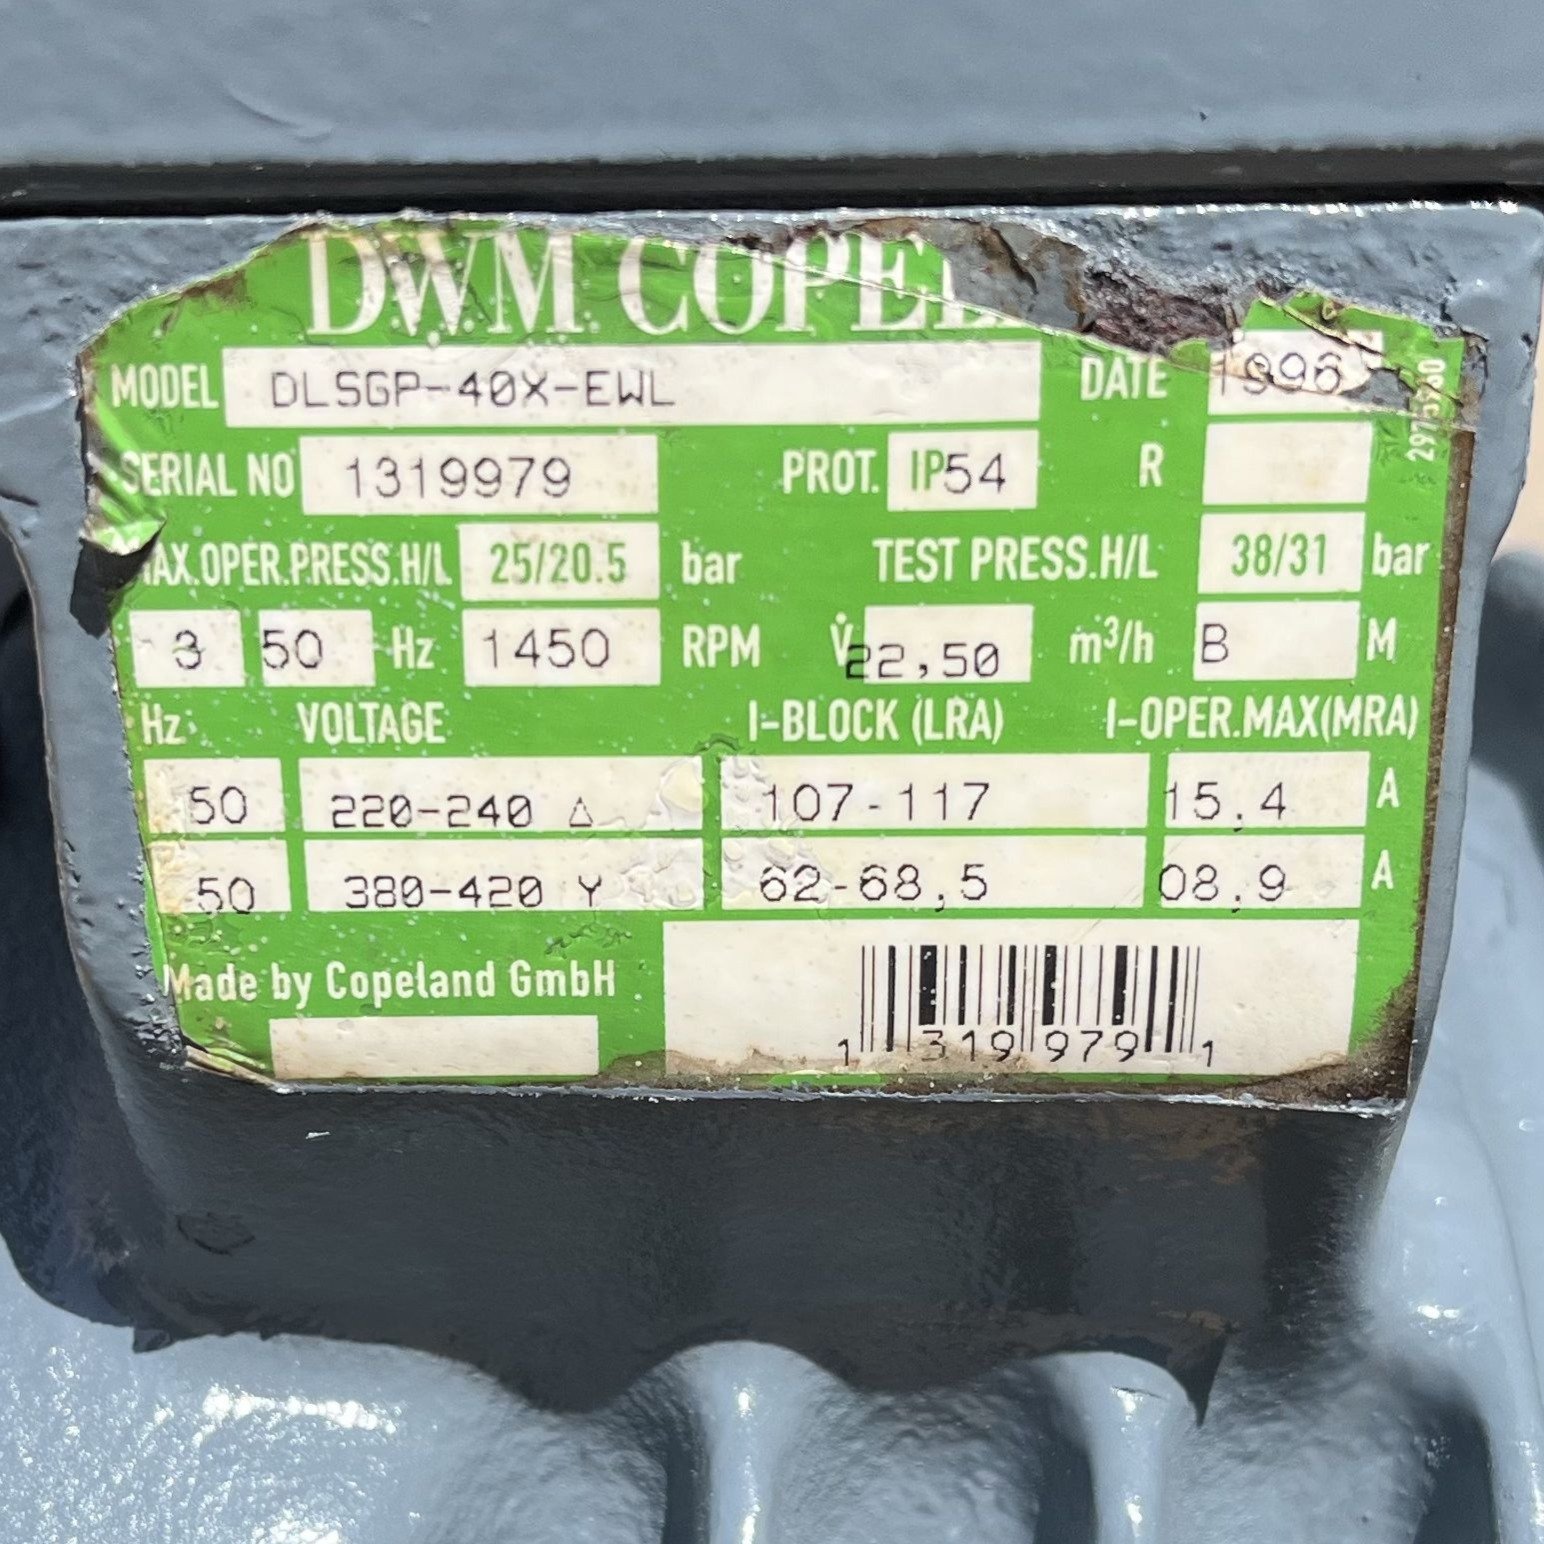 DWM COPEL
MODEL DLSGP-40X-EWL DATE 1996
2975960
SERIAL NO 1319979 PROT. IP54 R
AX.OPER.PRESS.H/L 25/20.5 bar TEST PRESS.H/L 38/31 bar
3 50 Hz 1450 RPM V̇ 22,50 m³/h B M
Hz VOLTAGE I-BLOCK (LRA) I-OPER.MAX(MRA)
50 220-240 Δ 107-117 15,4 A
50 380-420 Y 62-68,5 08,9 A
Made by Copeland GmbH
1 319 979 1